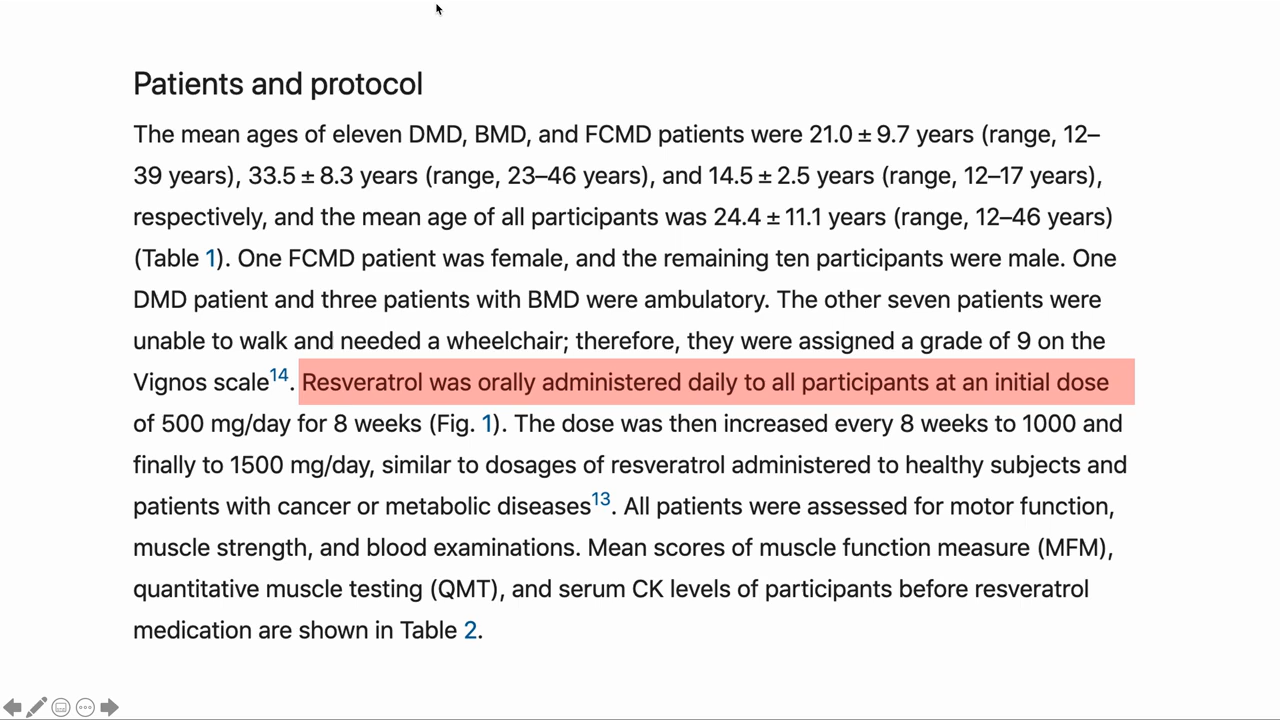 Patients and protocol
The mean ages of eleven DMD, BMD, and FCMD patients were 21.0 ± 9.7 years (range, 12–
39 years), 33.5 ± 8.3 years (range, 23–46 years), and 14.5 ± 2.5 years (range, 12–17 years),
respectively, and the mean age of all participants was 24.4 ± 11.1 years (range, 12–46 years)
(Table 1). One FCMD patient was female, and the remaining ten participants were male. One
DMD patient and three patients with BMD were ambulatory. The other seven patients were
unable to walk and needed a wheelchair; therefore, they were assigned a grade of 9 on the
Vignos scale14. Resveratrol was orally administered daily to all participants at an initial dose
of 500 mg/day for 8 weeks (Fig. 1). The dose was then increased every 8 weeks to 1000 and
finally to 1500 mg/day, similar to dosages of resveratrol administered to healthy subjects and
patients with cancer or metabolic diseases13. All patients were assessed for motor function,
muscle strength, and blood examinations. Mean scores of muscle function measure (MFM),
quantitative muscle testing (QMT), and serum CK levels of participants before resveratrol
medication are shown in Table 2.